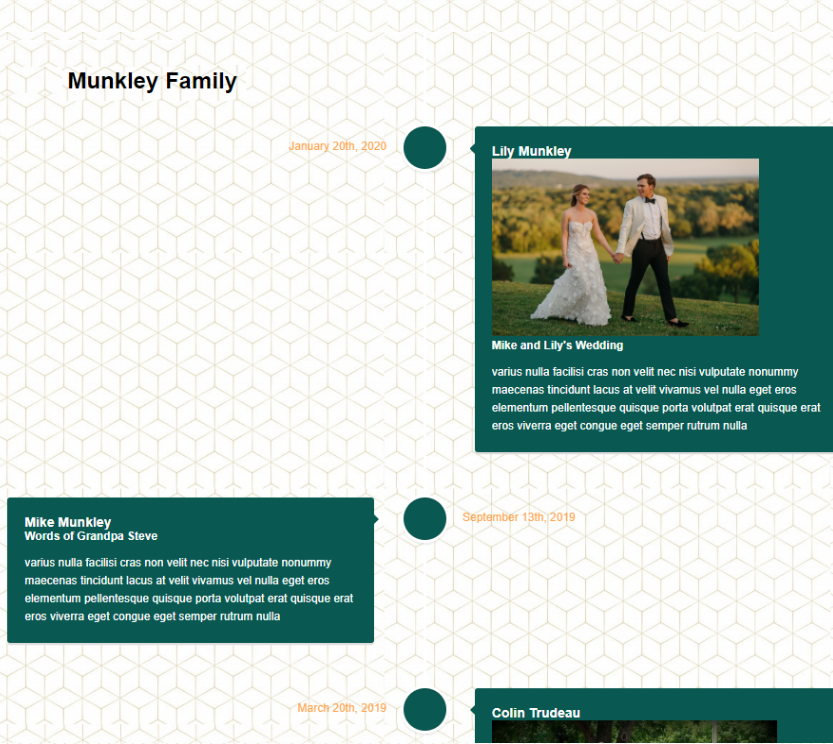 Munkley Family
January 20th, 2020
Lily Munkley
Mike and Lily's Wedding
varius nulla facilisi cras non velit nec nisi vulputate nonummy
maecenas tincidunt lacus at velit vivamus vel nulla eget eros
elementum pellentesque quisque porta volutpat erat quisque erat
eros viverra eget congue eget semper rutrum nulla
Mike Munkley
Words of Grandpa Steve
varius nulla facilisi cras non velit nec nisi vulputate nonummy
maecenas tincidunt lacus at velit vivamus vel nulla eget eros
elementum pellentesque quisque porta volutpat erat quisque erat
eros viverra eget congue eget semper rutrum nulla
September 13th, 2019
March 20th, 2019
Colin Trudeau